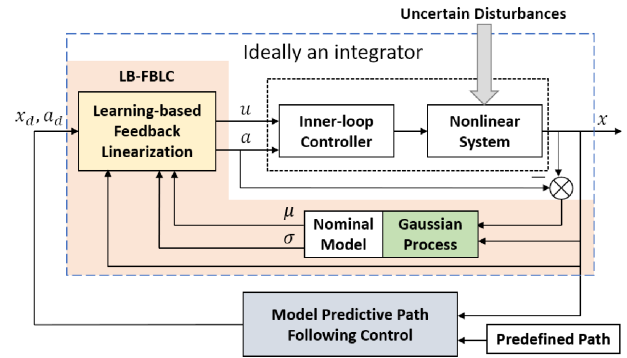 Uncertain Disturbances
Ideally an integrator
LB-FBLC
x_d, a_d
Learning-based
Feedback
Linearization
u
a
Inner-loop
Controller
Nonlinear
System
x
−
μ
σ
Nominal
Model
Gaussian
Process
Model Predictive Path
Following Control
Predefined Path